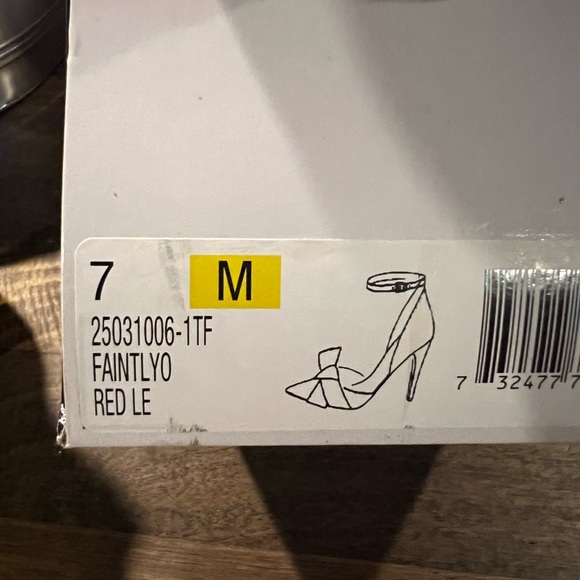 7 M
25031006-1TF
FAINTLYO
RED LE
7 32477 7